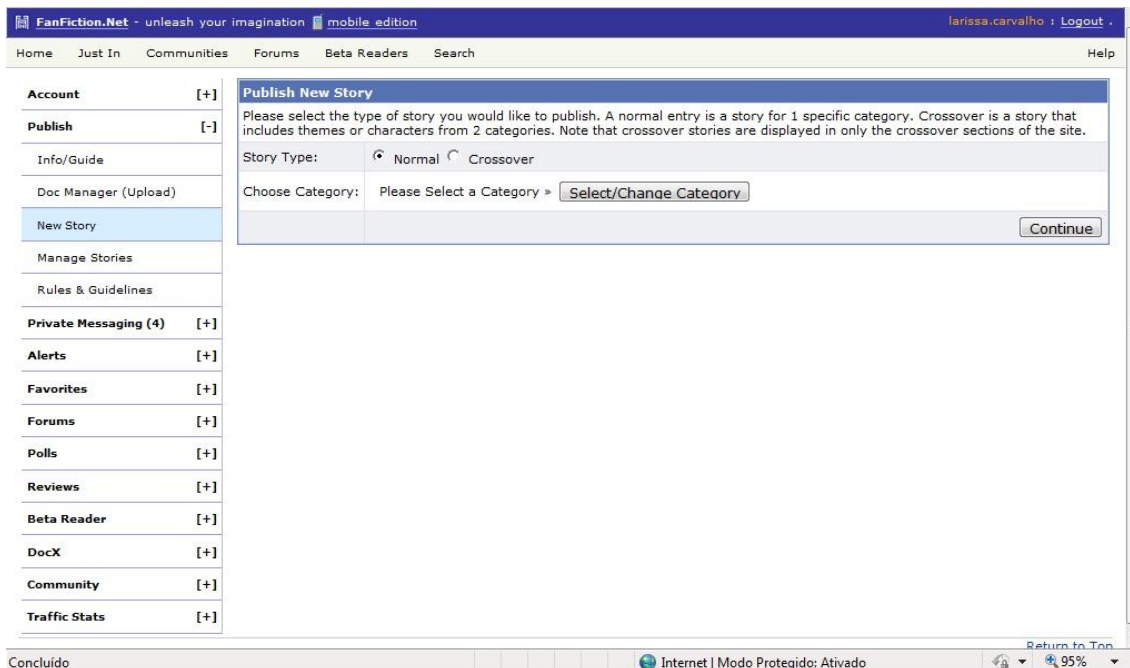 FanFiction.Net - unleash your imagination mobile edition larissa.carvalho : Logout .
Home Just In Communities Forums Beta Readers Search Help
Account [+]
Publish [-]
Info/Guide
Doc Manager (Upload)
New Story
Manage Stories
Rules & Guidelines
Private Messaging (4) [+]
Alerts [+]
Favorites [+]
Forums [+]
Polls [+]
Reviews [+]
Beta Reader [+]
DocX [+]
Community [+]
Traffic Stats [+]
Publish New Story
Please select the type of story you would like to publish. A normal entry is a story for 1 specific category. Crossover is a story that
includes themes or characters from 2 categories. Note that crossover stories are displayed in only the crossover sections of the site.
Story Type: Normal Crossover
Choose Category: Please Select a Category » Select/Change Category
Continue
Return to Top
Concluído Internet | Modo Protegido: Ativado 95%